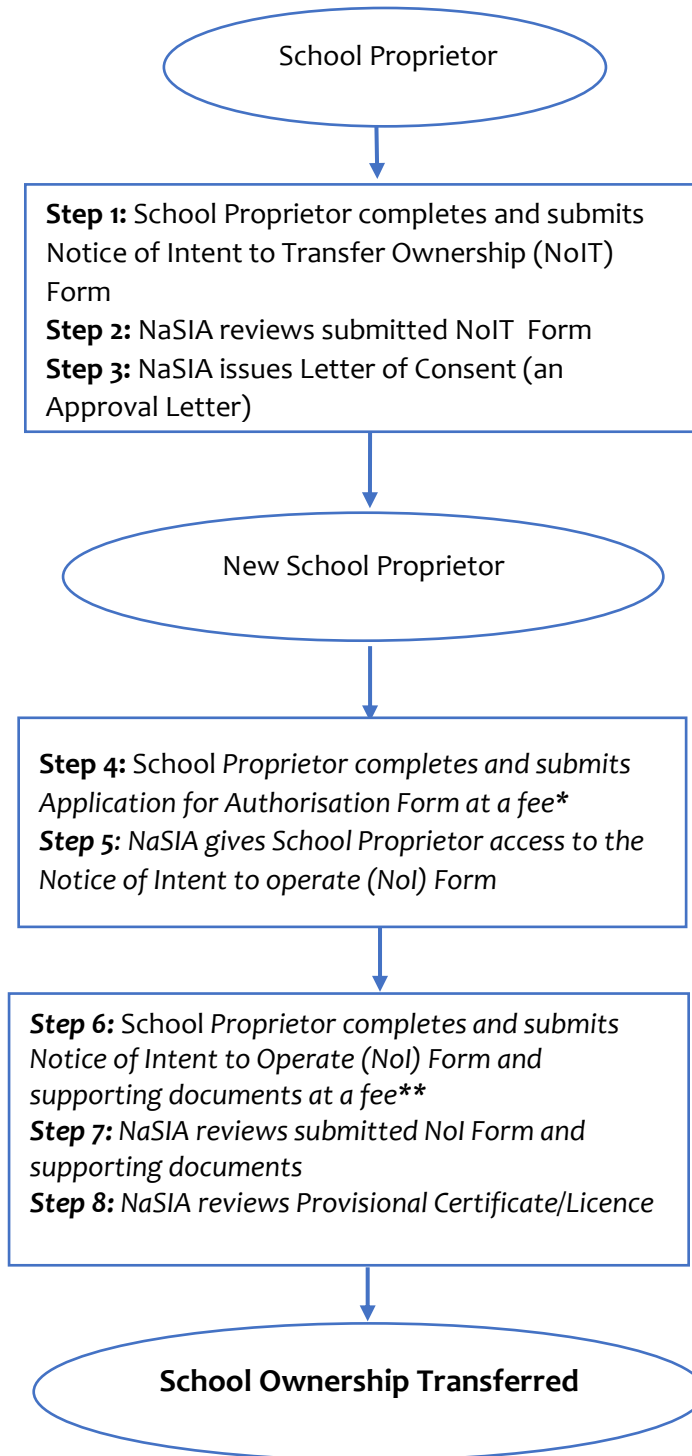 School Proprietor
Step 1: School Proprietor completes and submits
Notice of Intent to Transfer Ownership (NoIT)
Form
Step 2: NaSIA reviews submitted NoIT Form
Step 3: NaSIA issues Letter of Consent (an
Approval Letter)
New School Proprietor
Step 4: School Proprietor completes and submits
Application for Authorisation Form at a fee*
Step 5: NaSIA gives School Proprietor access to the
Notice of Intent to operate (NoI) Form
Step 6: School Proprietor completes and submits
Notice of Intent to Operate (NoI) Form and
supporting documents at a fee**
Step 7: NaSIA reviews submitted NoI Form and
supporting documents
Step 8: NaSIA reviews Provisional Certificate/Licence
School Ownership Transferred